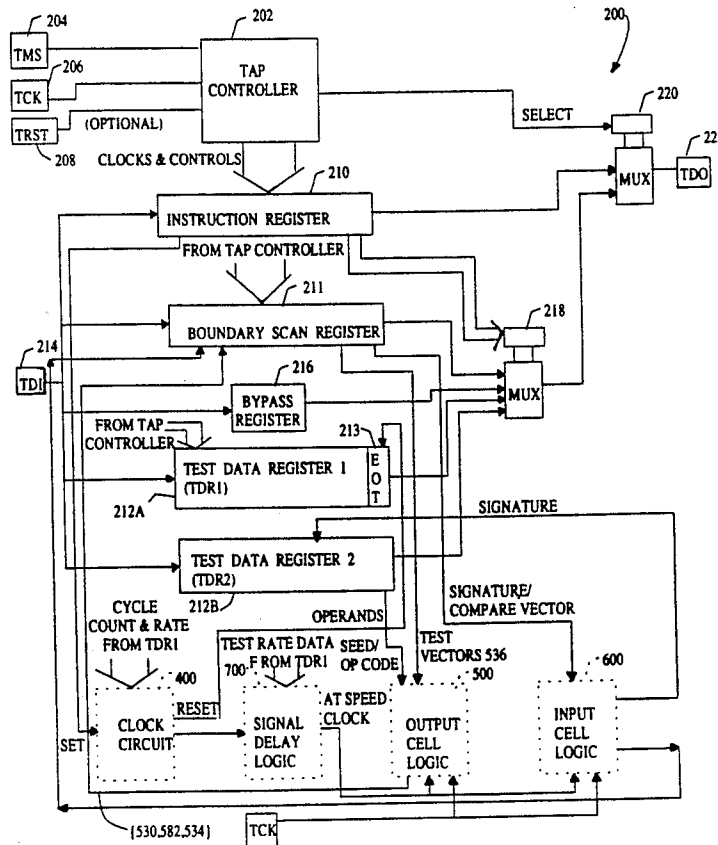 202
204
TMS
206
TCK
TRST
208
(OPTIONAL)
TAP
CONTROLLER
200
220
SELECT
22
MUX
TDO
CLOCKS & CONTROLS
210
INSTRUCTION REGISTER
FROM TAP CONTROLLER
211
BOUNDARY SCAN REGISTER
218
MUX
214
TDI
216
BYPASS
REGISTER
FROM TAP
CONTROLLER
213
TEST DATA REGISTER 1
(TDR1)
EOT
212A
SIGNATURE
TEST DATA REGISTER 2
(TDR2)
212B
SIGNATURE/
COMPARE VECTOR
CYCLE
COUNT & RATE
FROM TDR1
OPERANDS
TEST RATE DATA
FROM TDR1
SEED/
OP CODE
TEST
VECTORS 536
400
700
500
600
RESET
CLOCK
CIRCUIT
SET
SIGNAL
DELAY
LOGIC
AT SPEED
CLOCK
OUTPUT
CELL
LOGIC
INPUT
CELL
LOGIC
{530,582,534}
TCK